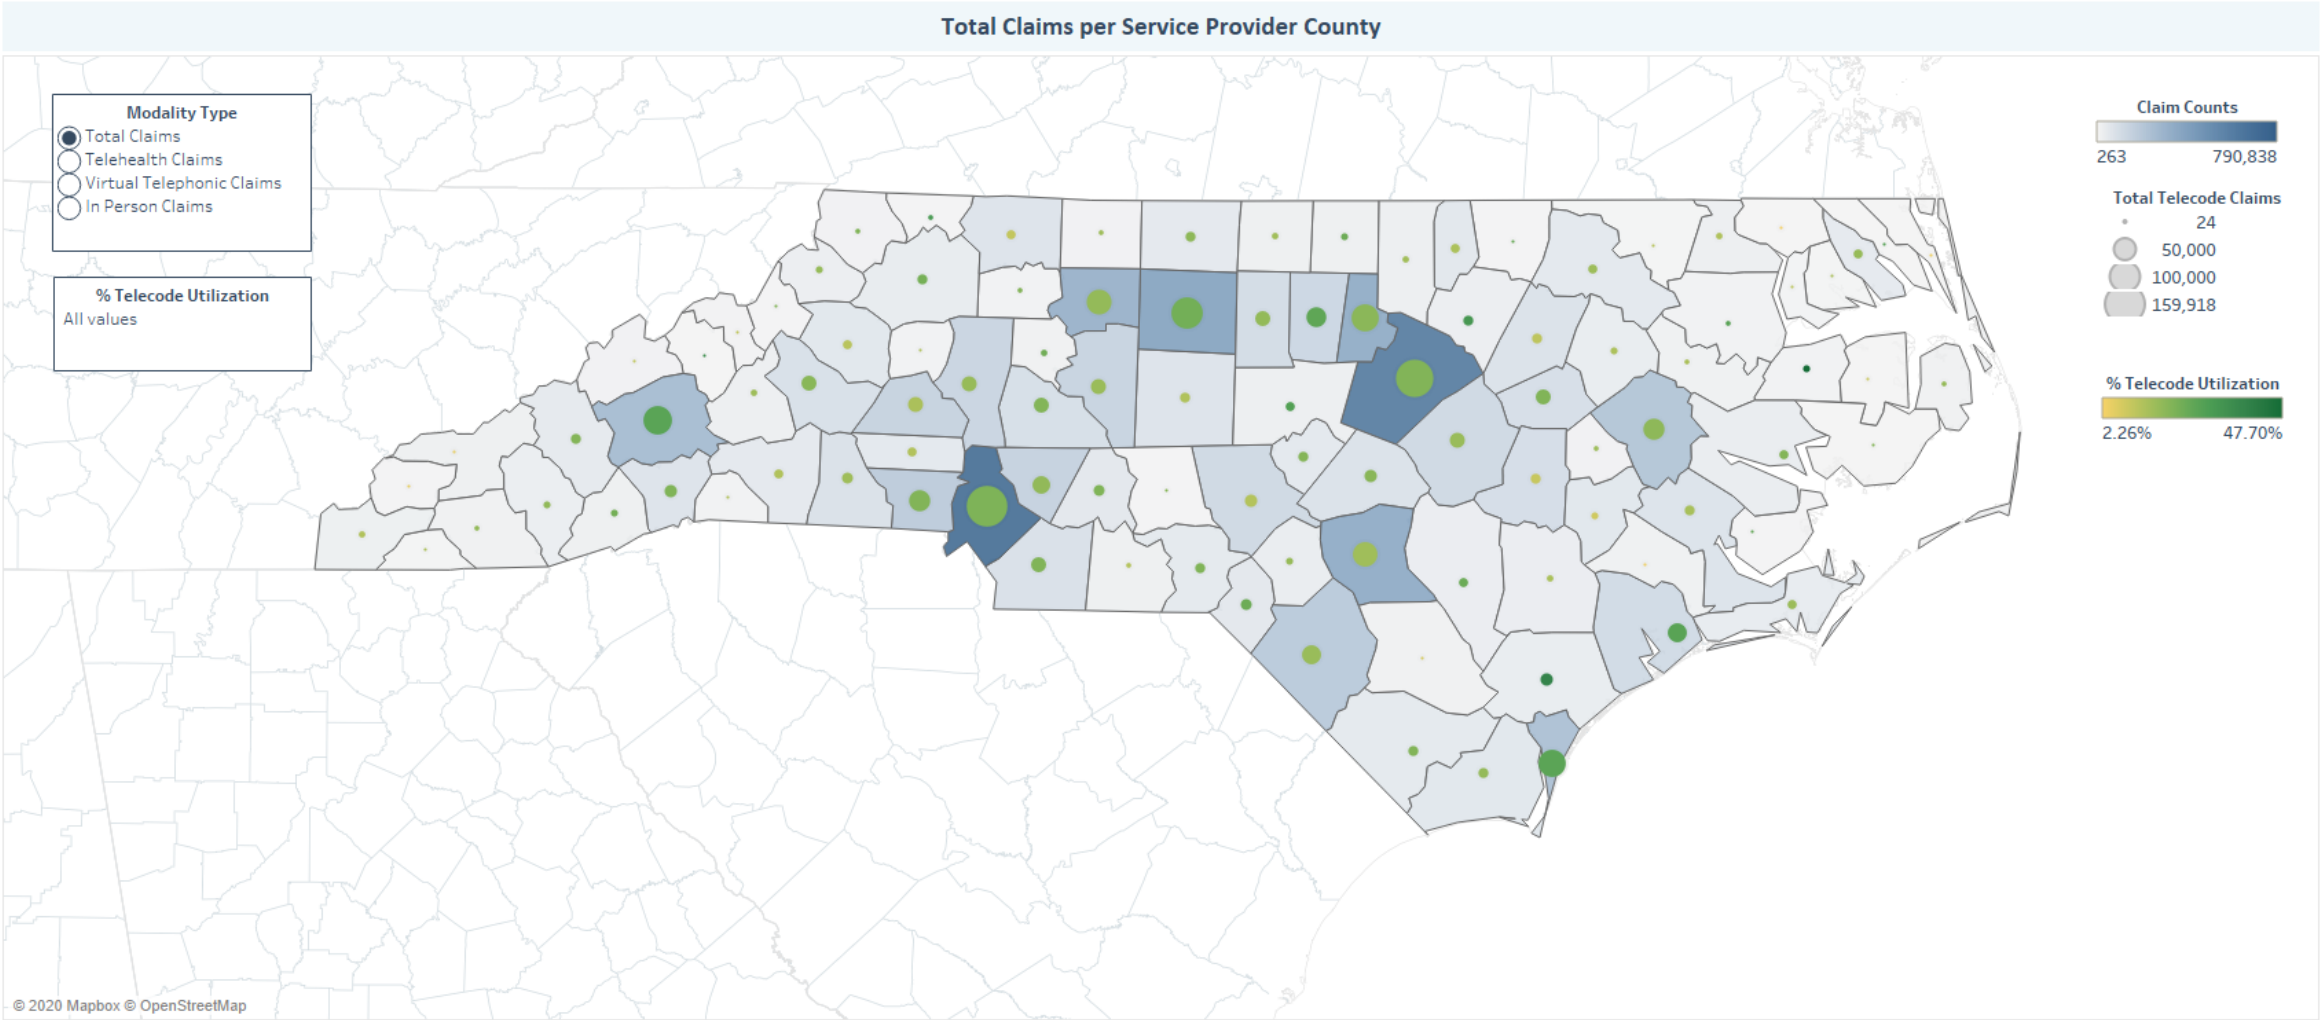 Total Claims per Service Provider County
Modality Type
Total Claims
Telehealth Claims
Virtual Telephonic Claims
In Person Claims
% Telecode Utilization
All values
Claim Counts
263 790,838
Total Telecode Claims
24
50,000
100,000
159,918
% Telecode Utilization
2.26% 47.70%
© 2020 Mapbox © OpenStreetMap